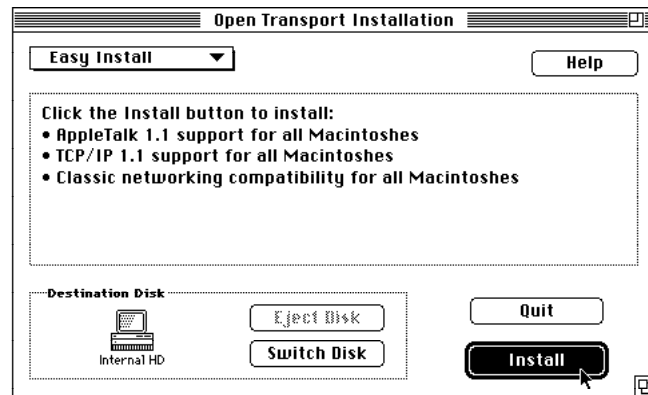 Open Transport Installation
Easy Install
Help
Click the Install button to install:
• AppleTalk 1.1 support for all Macintoshes
• TCP/IP 1.1 support for all Macintoshes
• Classic networking compatibility for all Macintoshes
Destination Disk
Internal HD
Eject Disk
Switch Disk
Quit
Install